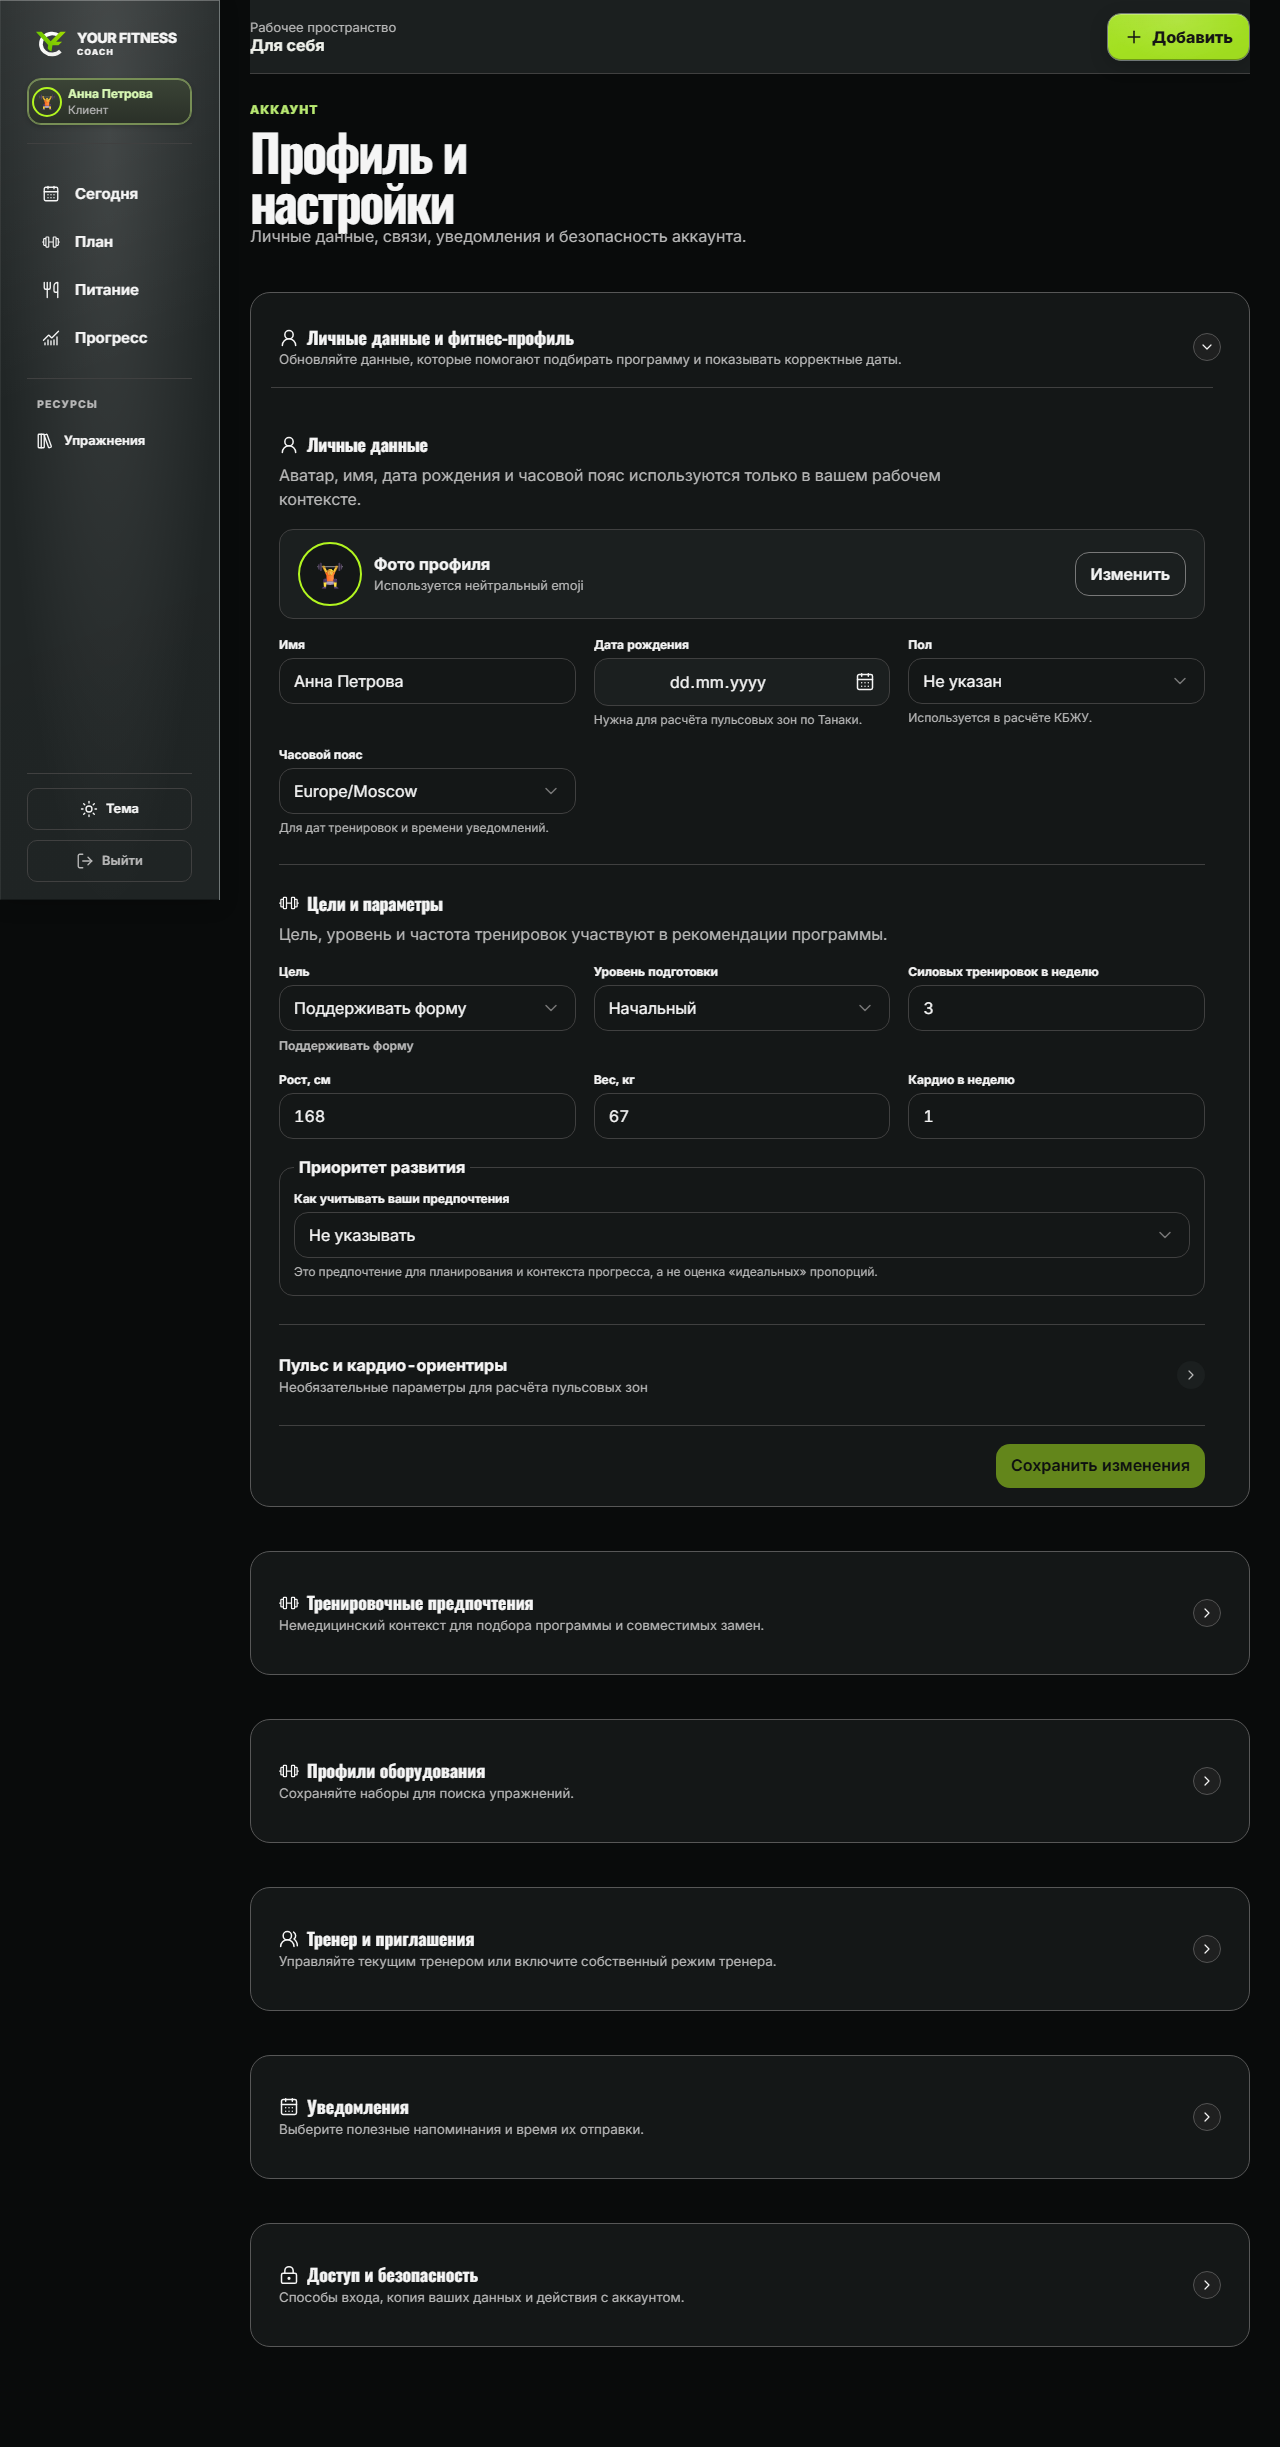 YOUR FITNESS
COACH
Анна Петрова
Клиент
Сегодня
План
Питание
Прогресс
РЕСУРСЫ
Упражнения
Тема
Выйти
Рабочее пространство
Для себя
Добавить
АККАУНТ
Профиль и
настройки
Личные данные, связи, уведомления и безопасность аккаунта.
Личные данные и фитнес-профиль
Обновляйте данные, которые помогают подбирать программу и показывать корректные даты.
Личные данные
Аватар, имя, дата рождения и часовой пояс используются только в вашем рабочем
контексте.
Фото профиля
Используется нейтральный emoji
Изменить
Имя
Анна Петрова
Дата рождения
dd.mm.yyyy
Нужна для расчёта пульсовых зон по Танаки.
Пол
Не указан
Используется в расчёте КБЖУ.
Часовой пояс
Europe/Moscow
Для дат тренировок и времени уведомлений.
Цели и параметры
Цель, уровень и частота тренировок участвуют в рекомендации программы.
Цель
Поддерживать форму
Поддерживать форму
Уровень подготовки
Начальный
Силовых тренировок в неделю
3
Рост, см
168
Вес, кг
67
Кардио в неделю
1
Приоритет развития
Как учитывать ваши предпочтения
Не указывать
Это предпочтение для планирования и контекста прогресса, а не оценка «идеальных» пропорций.
Пульс и кардио-ориентиры
Необязательные параметры для расчёта пульсовых зон
Сохранить изменения
Тренировочные предпочтения
Немедицинский контекст для подбора программы и совместимых замен.
Профили оборудования
Сохраняйте наборы для поиска упражнений.
Тренер и приглашения
Управляйте текущим тренером или включите собственный режим тренера.
Уведомления
Выберите полезные напоминания и время их отправки.
Доступ и безопасность
Способы входа, копия ваших данных и действия с аккаунтом.